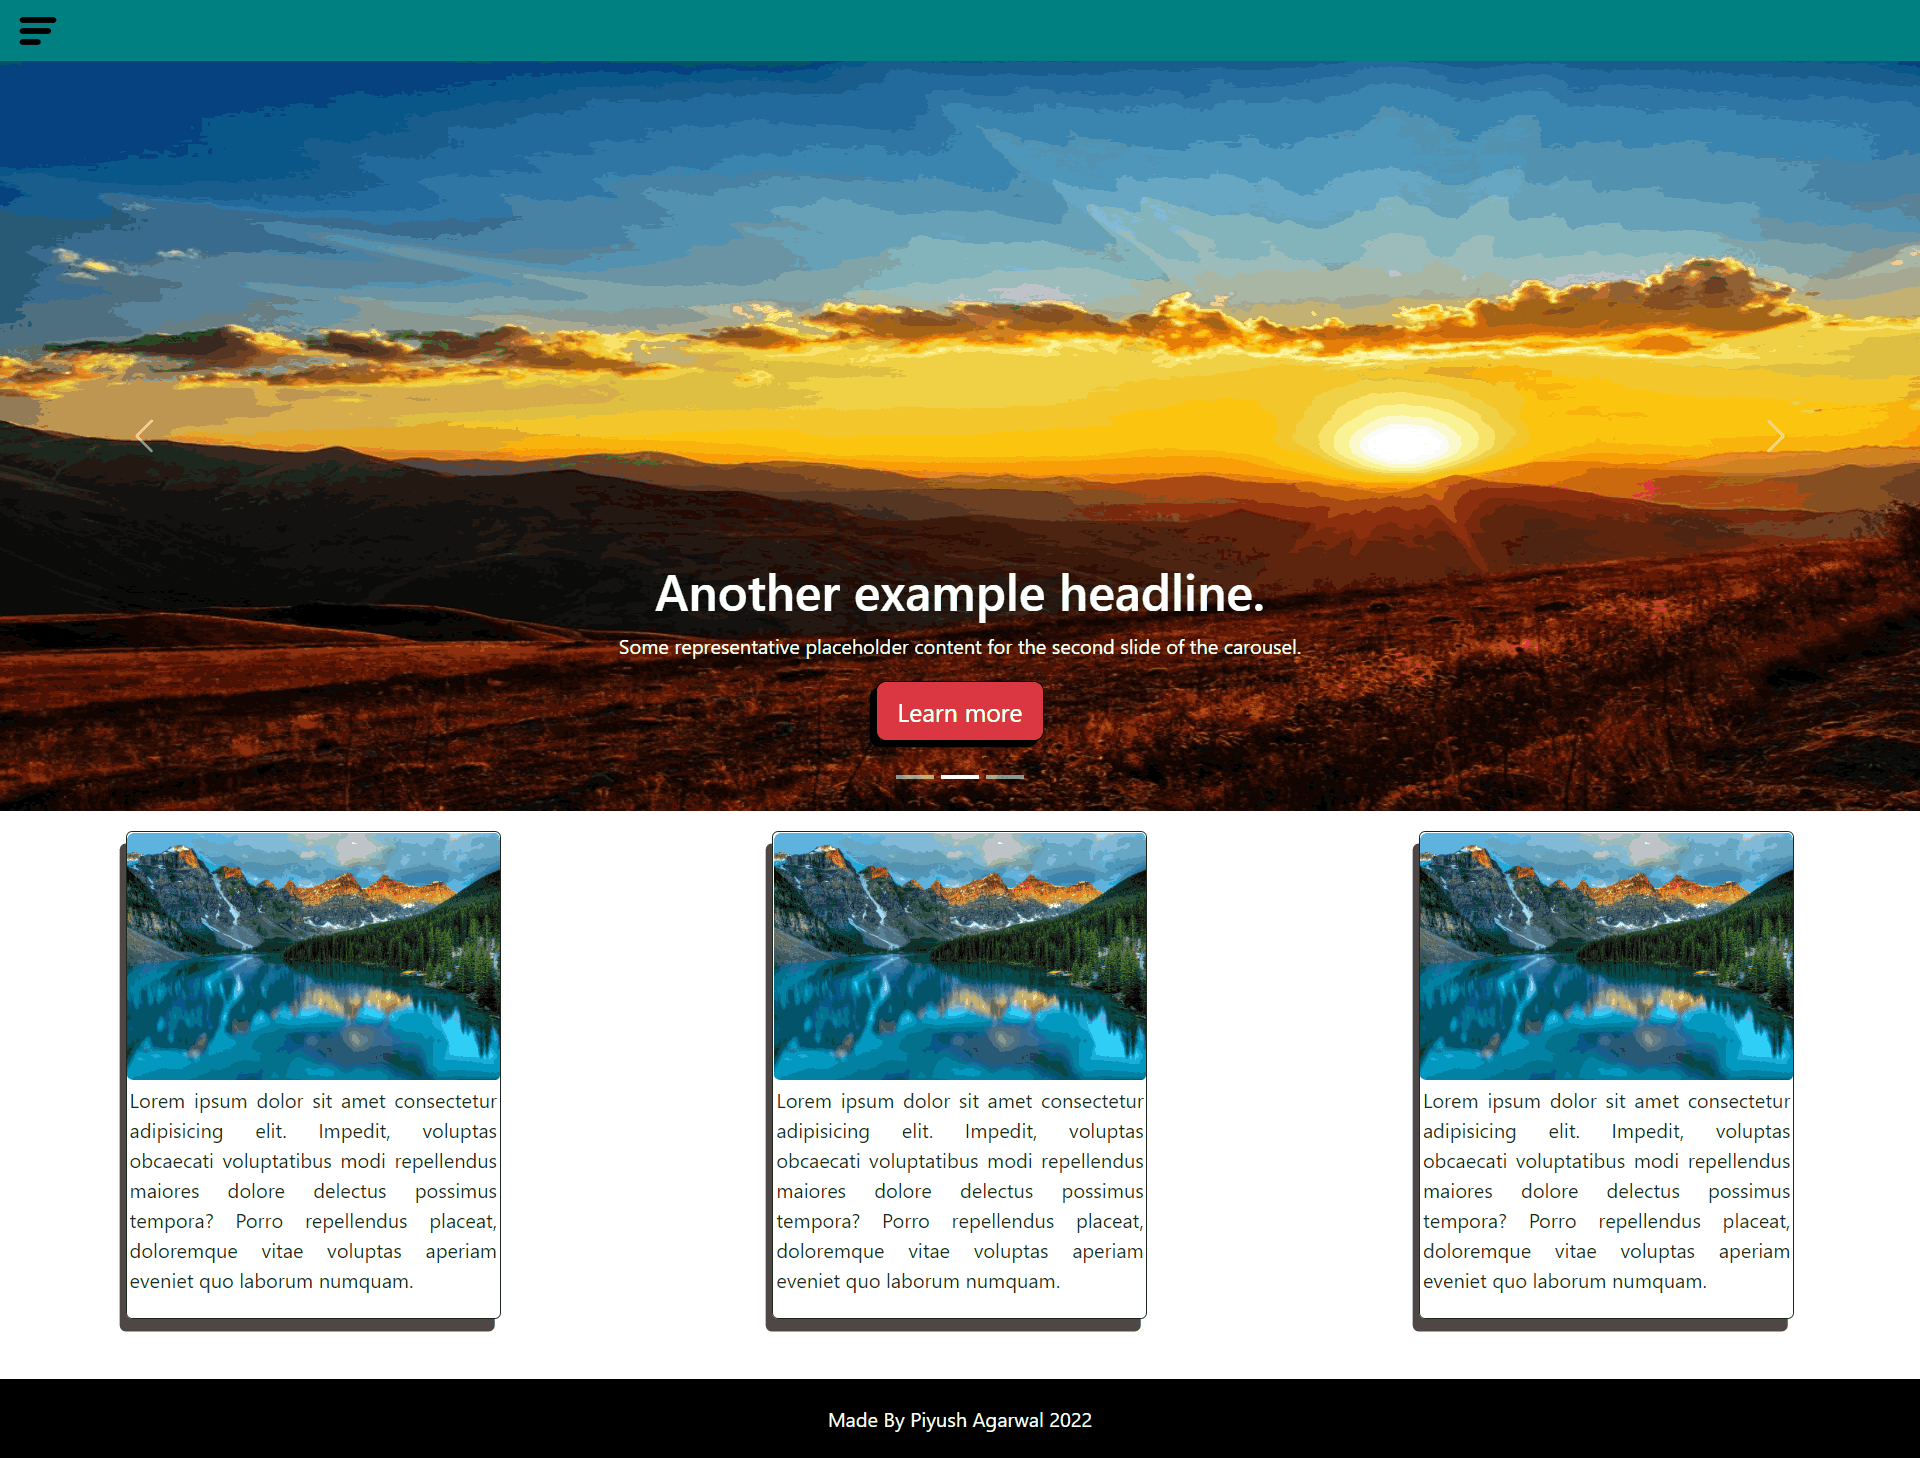 Another example headline.
Some representative placeholder content for the second slide of the carousel.
Learn more
Lorem ipsum dolor sit amet consectetur
adipisicing elit. Impedit, voluptas
obcaecati voluptatibus modi repellendus
maiores dolore delectus possimus
tempora? Porro repellendus placeat,
doloremque vitae voluptas aperiam
eveniet quo laborum numquam.
Lorem ipsum dolor sit amet consectetur
adipisicing elit. Impedit, voluptas
obcaecati voluptatibus modi repellendus
maiores dolore delectus possimus
tempora? Porro repellendus placeat,
doloremque vitae voluptas aperiam
eveniet quo laborum numquam.
Lorem ipsum dolor sit amet consectetur
adipisicing elit. Impedit, voluptas
obcaecati voluptatibus modi repellendus
maiores dolore delectus possimus
tempora? Porro repellendus placeat,
doloremque vitae voluptas aperiam
eveniet quo laborum numquam.
Made By Piyush Agarwal 2022